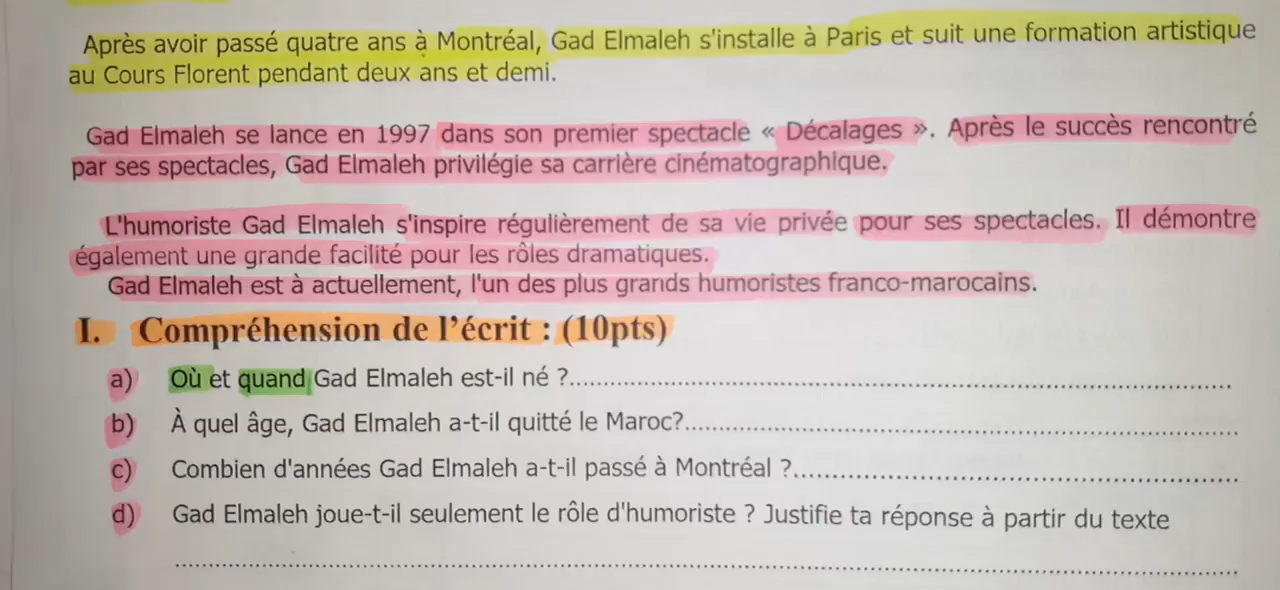 Après avoir passé quatre ans à Montréal, Gad Elmaleh s'installe à Paris et suit une formation artistique
au Cours Florent pendant deux ans et demi.
Gad Elmaleh se lance en 1997 dans son premier spectacle « Décalages ». Après le succès rencontré
par ses spectacles, Gad Elmaleh privilégie sa carrière cinématographique.
L'humoriste Gad Elmaleh s'inspire régulièrement de sa vie privée pour ses spectacles. Il démontre
également une grande facilité pour les rôles dramatiques.
Gad Elmaleh est à actuellement, l'un des plus grands humoristes franco-marocains.
I. Compréhension de l'écrit : (10pts)
a) Où et quand Gad Elmaleh est-il né ?..........................................................................................
b) À quel âge, Gad Elmaleh a-t-il quitté le Maroc?..........................................................................
c) Combien d'années Gad Elmaleh a-t-il passé à Montréal ?............................................................
d) Gad Elmaleh joue-t-il seulement le rôle d'humoriste ? Justifie ta réponse à partir du texte
..............................................................................................................................................